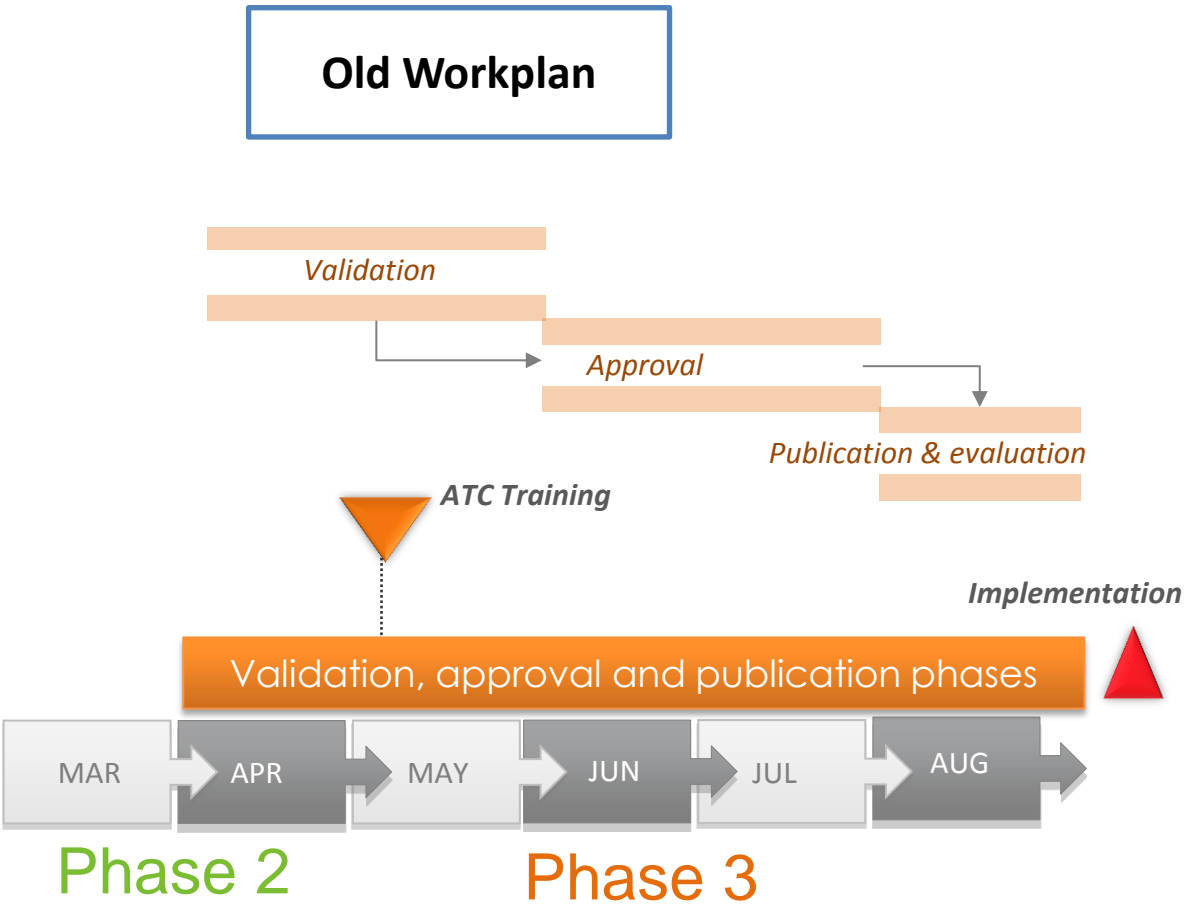 Old Workplan
Validation
Approval
Publication & evaluation
ATC Training
Implementation
Validation, approval and publication phases
MAR
APR
MAY
JUN
JUL
AUG
Phase 2
Phase 3